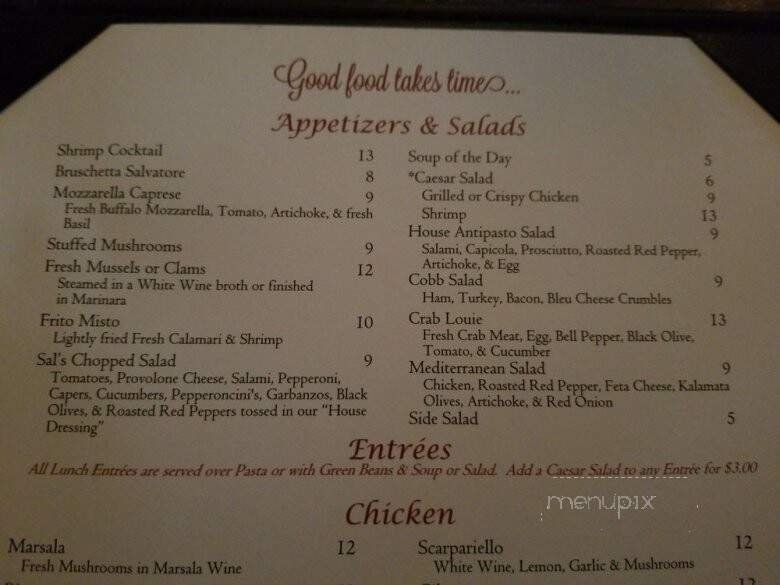 Good food takes time...
Appetizers & Salads
Shrimp Cocktail 13
Bruschetta Salvatore 8
Mozzarella Caprese 9
Fresh Buffalo Mozzarella, Tomato, Artichoke, & fresh
Basil
Stuffed Mushrooms 9
Fresh Mussels or Clams 12
Steamed in a White Wine broth or finished
in Marinara
Frito Misto 10
Lightly fried Fresh Calamari & Shrimp
Sal's Chopped Salad 9
Tomatoes, Provolone Cheese, Salami, Pepperoni,
Capers, Cucumbers, Pepperoncini's, Garbanzos, Black
Olives, & Roasted Red Peppers tossed in our "House
Dressing"
Soup of the Day 5
*Caesar Salad 6
Grilled or Crispy Chicken 9
Shrimp 13
House Antipasto Salad 9
Salami, Capicola, Prosciutto, Roasted Red Pepper,
Artichoke, & Egg
Cobb Salad 9
Ham, Turkey, Bacon, Bleu Cheese Crumbles
Crab Louie 13
Fresh Crab Meat, Egg, Bell Pepper, Black Olive,
Tomato, & Cucumber
Mediterranean Salad 9
Chicken, Roasted Red Pepper, Feta Cheese, Kalamata
Olives, Artichoke, & Red Onion
Side Salad 5
Entrées
All Lunch Entrées are served over Pasta or with Green Beans & Soup or Salad. Add a Caesar Salad to any Entrée for $3.00
menupix
Chicken
Marsala 12
Fresh Mushrooms in Marsala Wine
Scarpariello 12
White Wine, Lemon, Garlic & Mushrooms
12